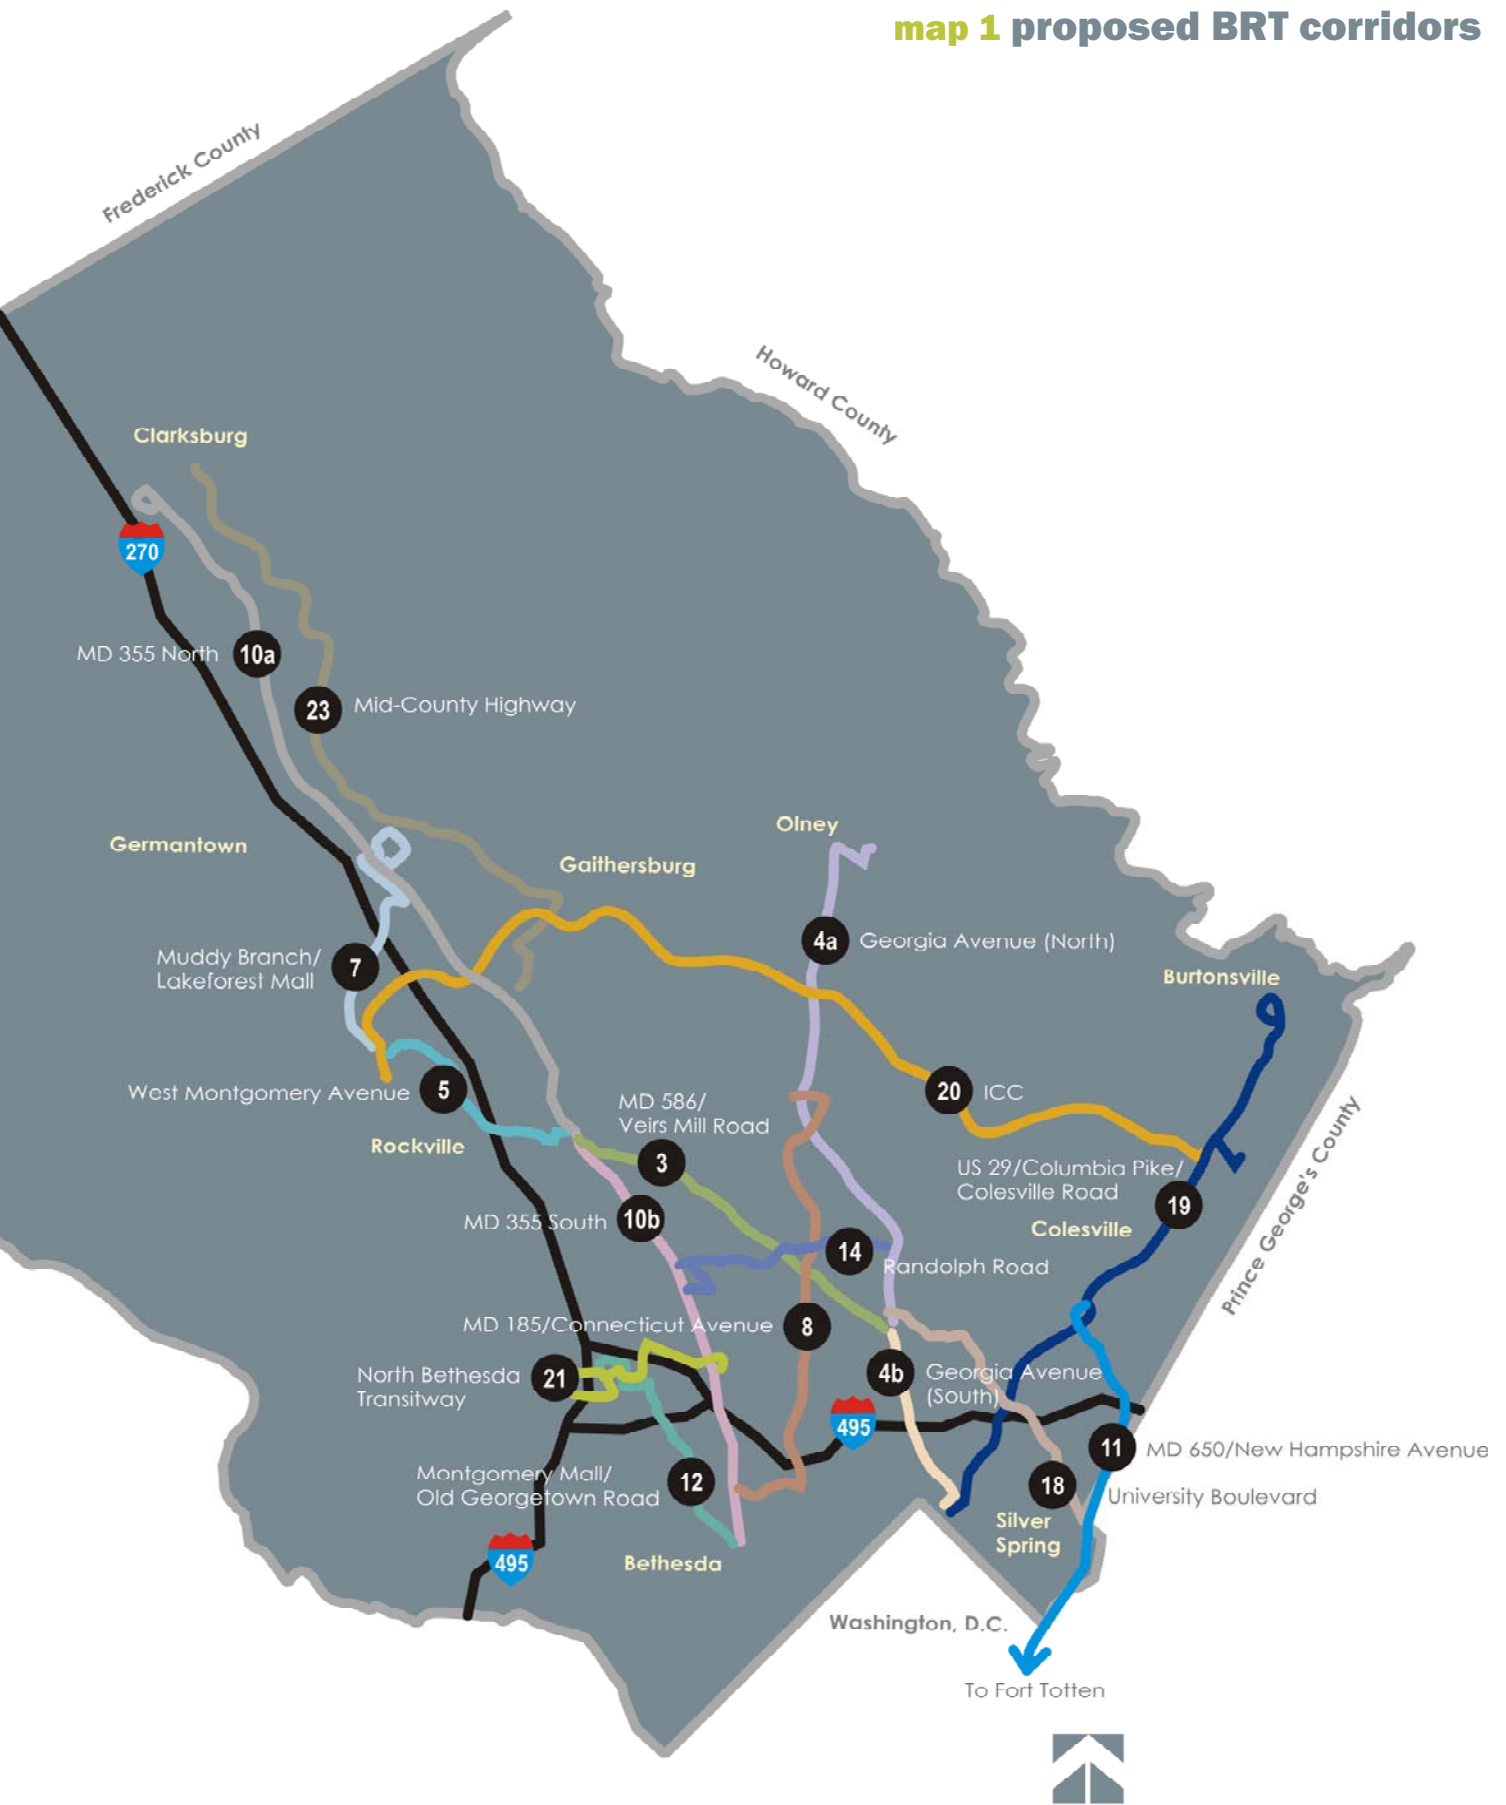 map 1 proposed BRT corridors
Frederick County
Howard County
Clarksburg
270
MD 355 North
10a
23
Mid-County Highway
Olney
Germantown
Gaithersburg
4a
Georgia Avenue (North)
Muddy Branch/
Lakeforest Mall
7
Burtonsville
West Montgomery Avenue
5
20
ICC
MD 586/
Veirs Mill Road
Rockville
3
US 29/Columbia Pike/
Colesville Road
19
Prince George's County
MD 355 South
10b
Colesville
14
Randolph Road
MD 185/Connecticut Avenue
8
North Bethesda
Transitway
21
4b
Georgia Avenue
(South)
495
11
MD 650/New Hampshire Avenue
Montgomery Mall/
Old Georgetown Road
12
18
University Boulevard
Silver
Spring
495
Bethesda
Washington, D.C.
To Fort Totten